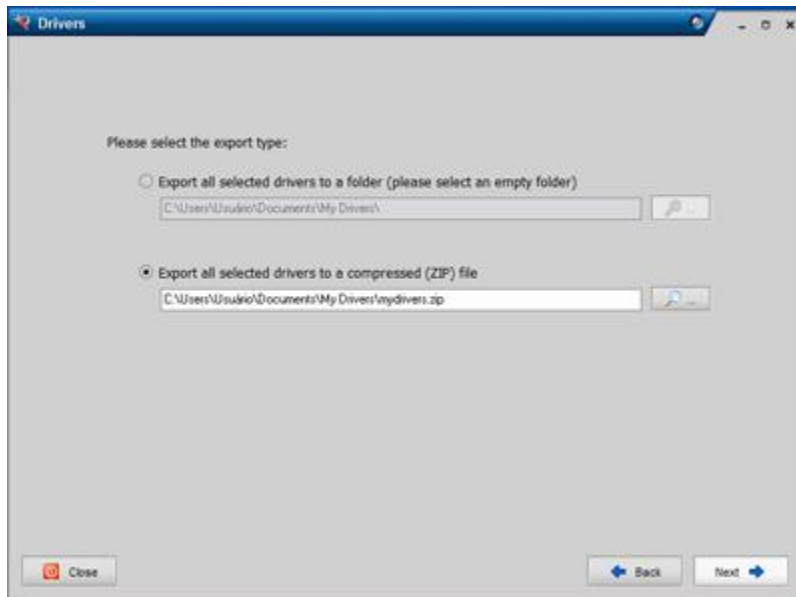 Drivers
Please select the export type:
Export all selected drivers to a folder (please select an empty folder)
C:\Users\Usuário\Documents\My Drivers\
...
Export all selected drivers to a compressed (ZIP) file
C:\Users\Usuário\Documents\My Drivers\mydrivers.zip
...
Close
Back
Next